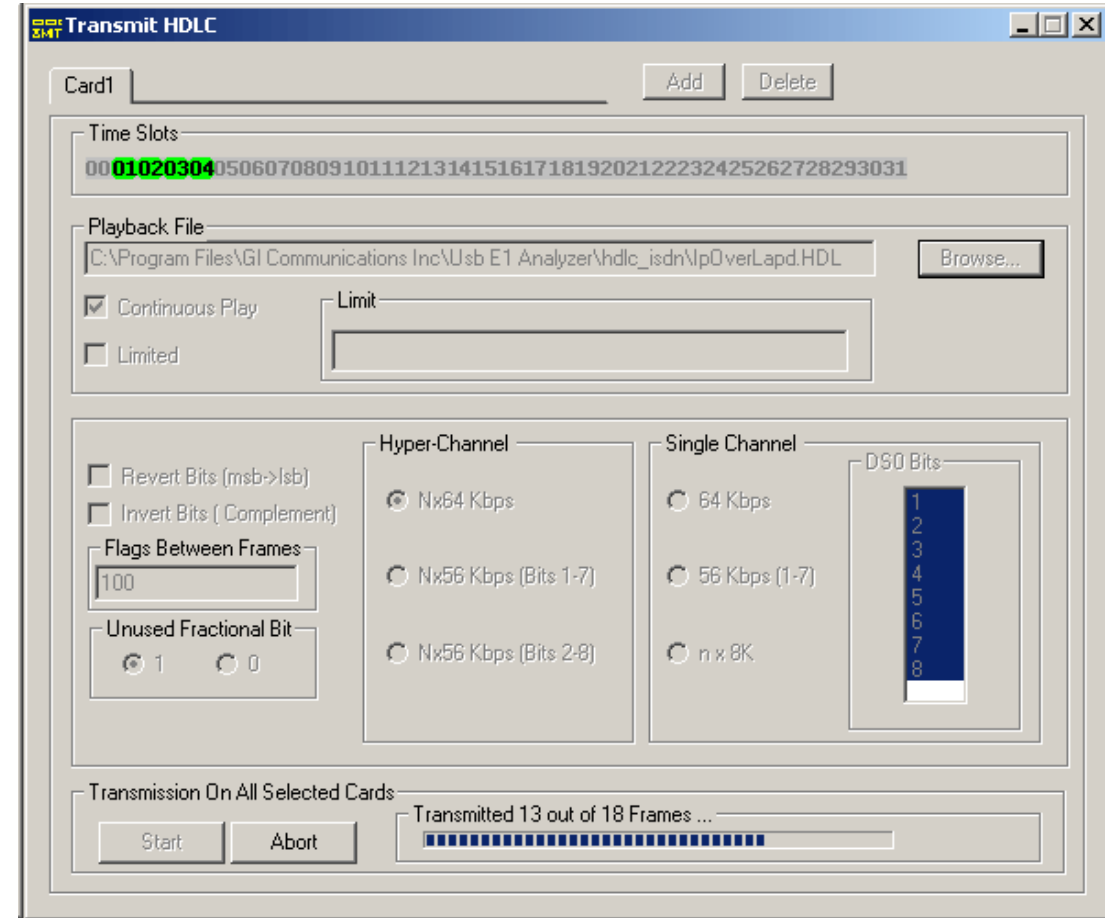 Transmit HDLC
Card1 Add Delete
Time Slots
0001020304050607080910111213141516171819202122232425262728293031
Playback File
C:\Program Files\Gl Communications Inc\Usb E1 Analyzer\hdlc_isdn\IpOverLapd.HDL Browse...
Continuous Play
Limit
Limited
Hyper-Channel
Single Channel
DS0 Bits
Revert Bits (msb->lsb)
Invert Bits ( Complement)
Flags Between Frames
100
Unused Fractional Bit
1 0
Nx64 Kbps
Nx56 Kbps (Bits 1-7)
Nx56 Kbps (Bits 2-8)
64 Kbps
56 Kbps (1-7)
n x 8K
1
2
3
4
5
6
7
8
Transmission On All Selected Cards
Start Abort
Transmitted 13 out of 18 Frames ...